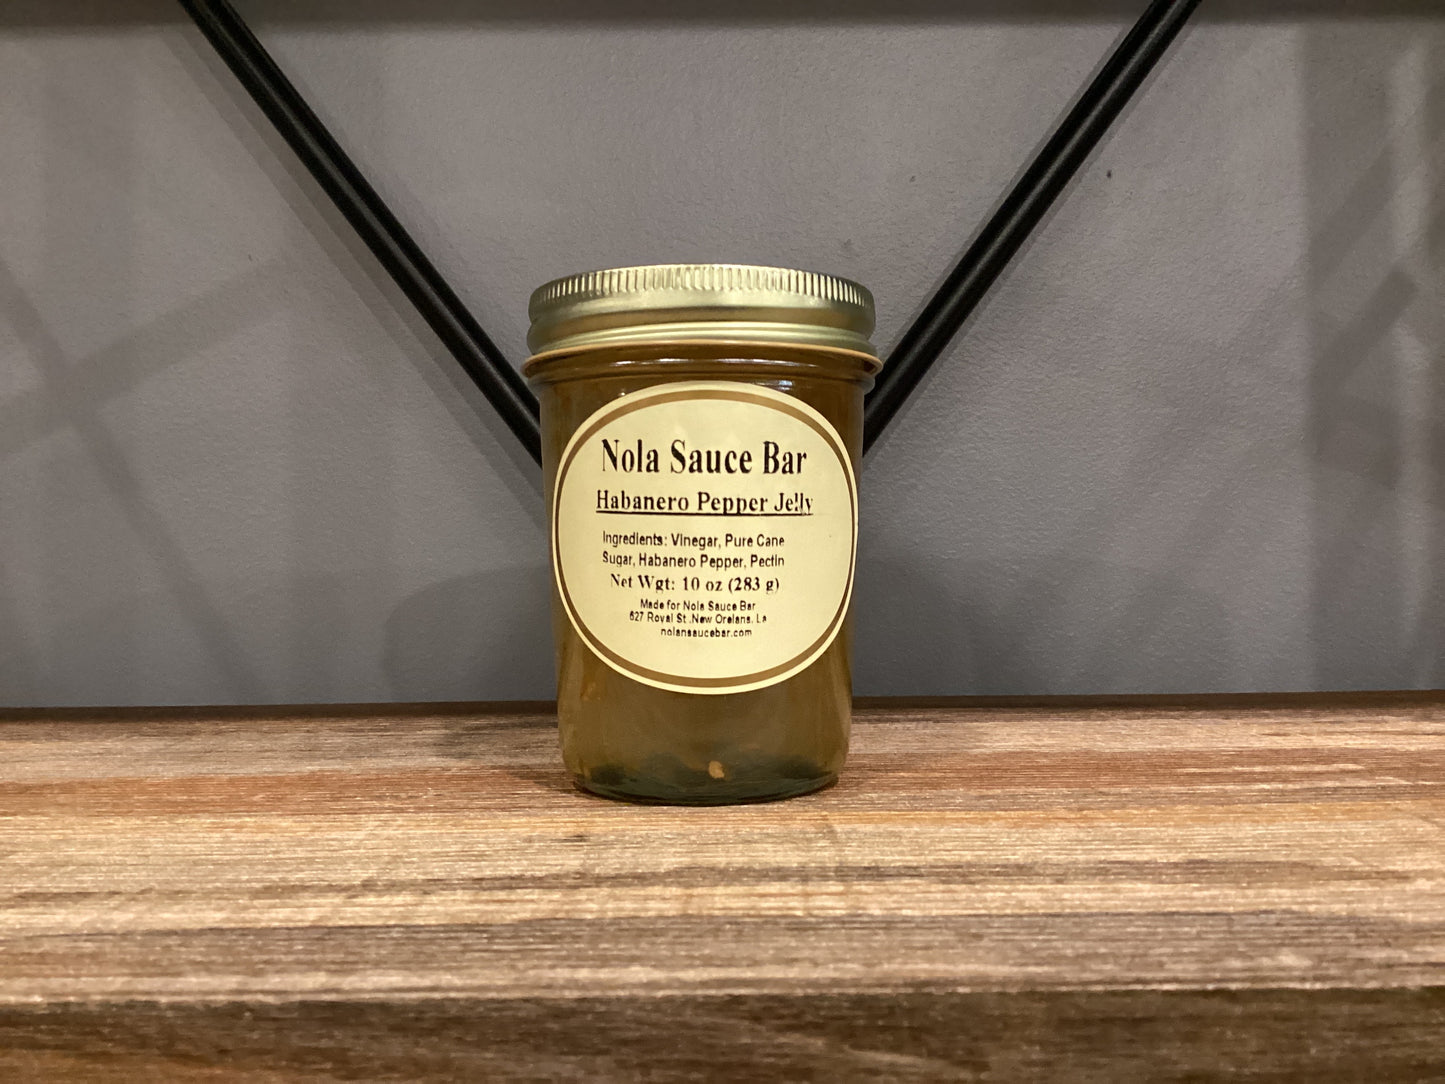 Nola Sauce Bar
Habanero Pepper Jelly
Ingredients: Vinegar, Pure Cane
Sugar, Habanero Pepper, Pectin
Net Wgt: 10 oz (283 g)
Made for Nola Sauce Bar
627 Royal St .New Orelans. La
nolansaucebar.com